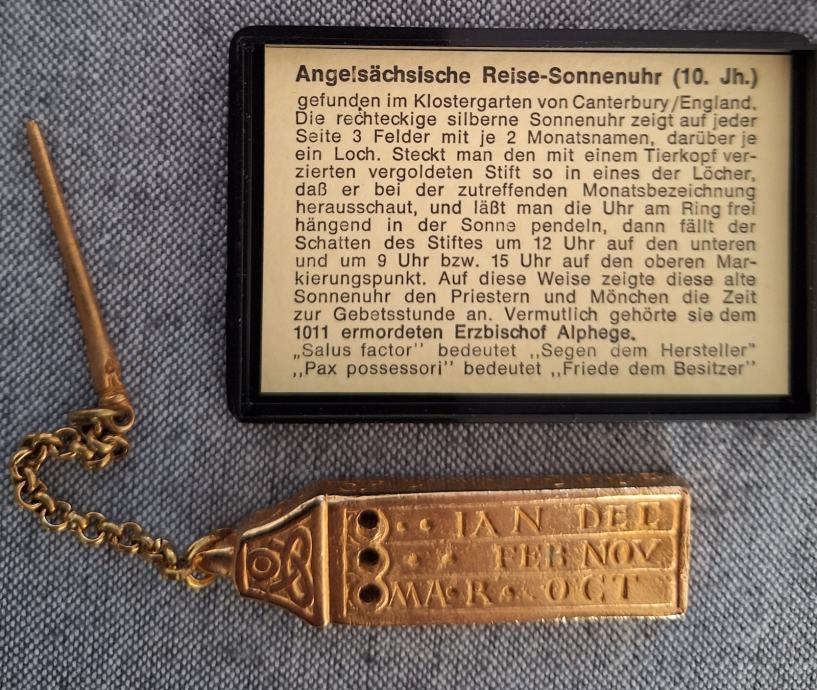 Angelsächsische Reise-Sonnenuhr (10. Jh.)
gefunden im Klostergarten von Canterbury/England.
Die rechteckige silberne Sonnenuhr zeigt auf jeder
Seite 3 Felder mit je 2 Monatsnamen, darüber je
ein Loch. Steckt man den mit einem Tierkopf ver-
zierten vergoldeten Stift so in eines der Löcher,
daß er bei der zutreffenden Monatsbezeichnung
herausschaut, und läßt man die Uhr am Ring frei
hängend in der Sonne pendeln, dann fällt der
Schatten des Stiftes um 12 Uhr auf den unteren
und um 9 Uhr bzw. 15 Uhr auf den oberen Mar-
kierungspunkt. Auf diese Weise zeigte diese alte
Sonnenuhr den Priestern und Mönchen die Zeit
zur Gebetsstunde an. Vermutlich gehörte sie dem
1011 ermordeten Erzbischof Alphege.
„Salus factor" bedeutet ,,Segen dem Hersteller"
,,Pax possessori" bedeutet ,,Friede dem Besitzer"
IAN DEE
FEB NOV
MAR OCT